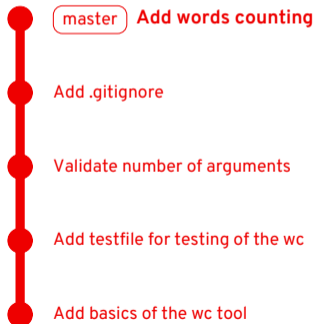 master Add words counting
Add .gitignore
Validate number of arguments
Add testfile for testing of the wc
Add basics of the wc tool